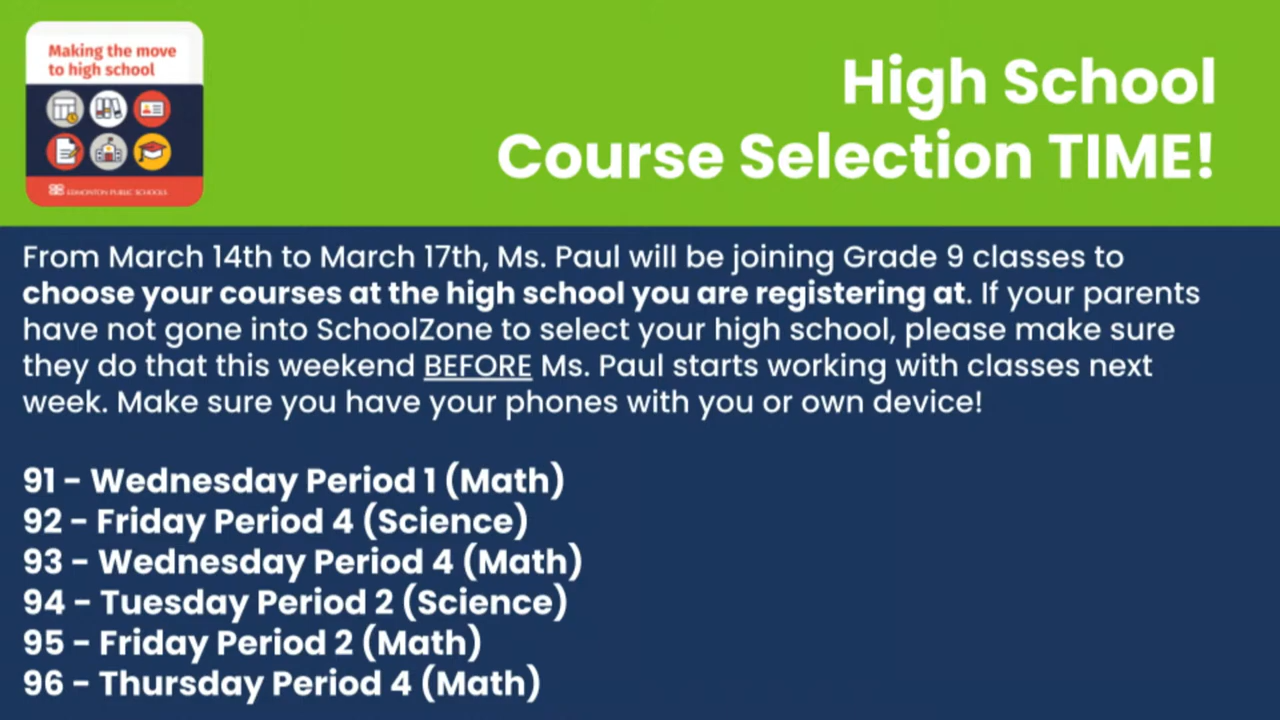 Making the move
to high school
EDMONTON PUBLIC SCHOOLS
High School
Course Selection TIME!
From March 14th to March 17th, Ms. Paul will be joining Grade 9 classes to
choose your courses at the high school you are registering at. If your parents
have not gone into SchoolZone to select your high school, please make sure
they do that this weekend BEFORE Ms. Paul starts working with classes next
week. Make sure you have your phones with you or own device!
91 - Wednesday Period 1 (Math)
92 - Friday Period 4 (Science)
93 - Wednesday Period 4 (Math)
94 - Tuesday Period 2 (Science)
95 - Friday Period 2 (Math)
96 - Thursday Period 4 (Math)